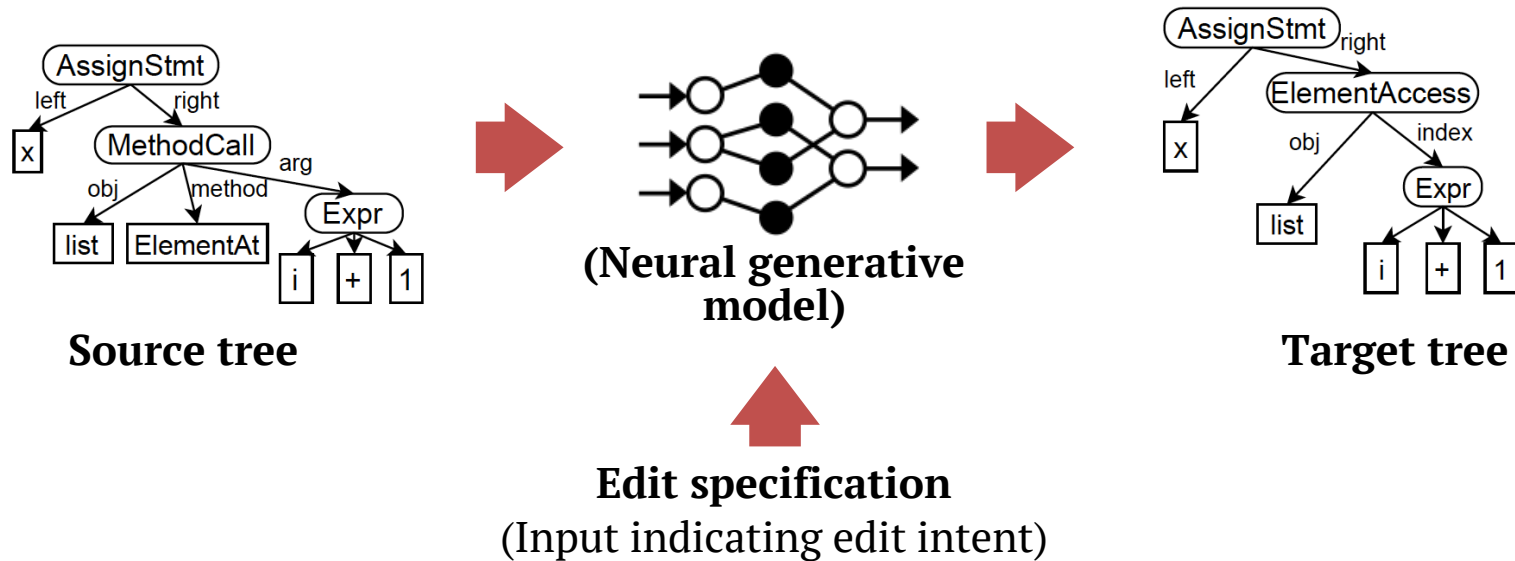 AssignStmt
left
right
x
MethodCall
obj
method
arg
list
ElementAt
Expr
i
+
1
Source tree
(Neural generative
model)
Edit specification
(Input indicating edit intent)
AssignStmt
left
right
x
ElementAccess
obj
index
list
Expr
i
+
1
Target tree